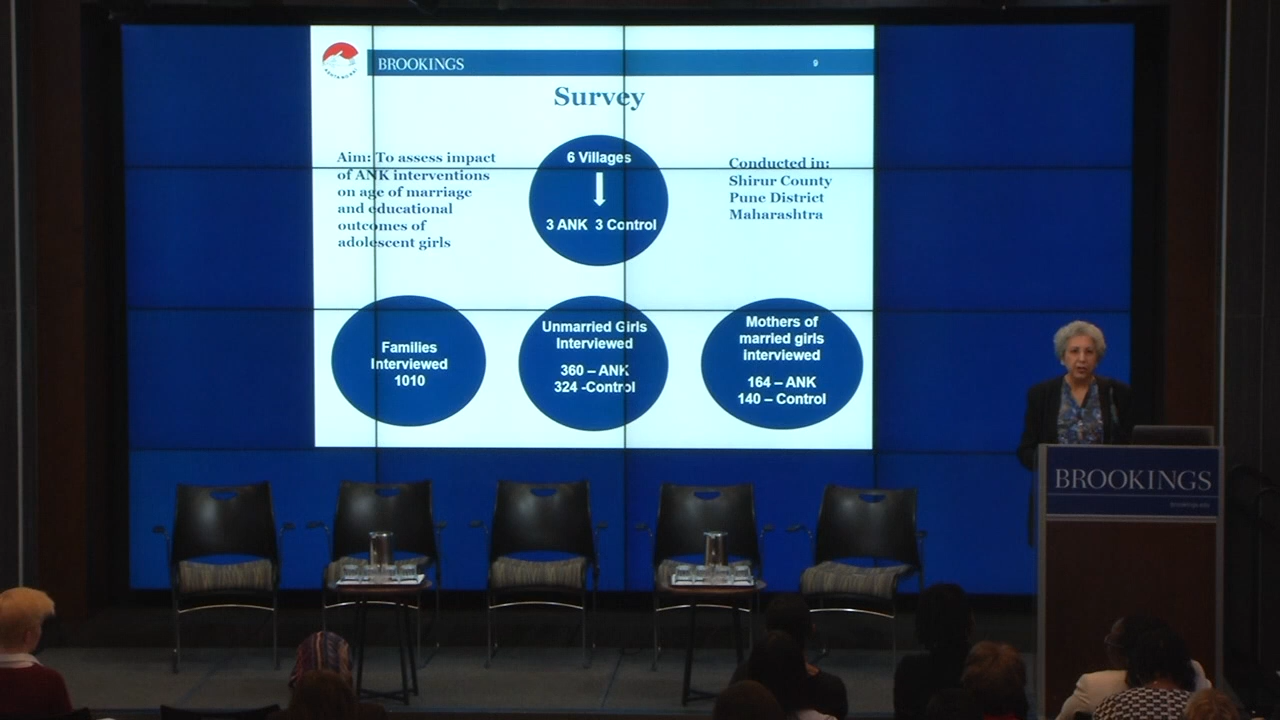 BROOKINGS
9
Survey
Aim: To assess impact
of ANK interventions
on age of marriage
and educational
outcomes of
adolescent girls
6 Villages
3 ANK 3 Control
Conducted in:
Shirur County
Pune District
Maharashtra
Families
Interviewed
1010
Unmarried Girls
Interviewed
360 – ANK
324 -Control
Mothers of
married girls
interviewed
164 – ANK
140 – Control
BROOKINGS